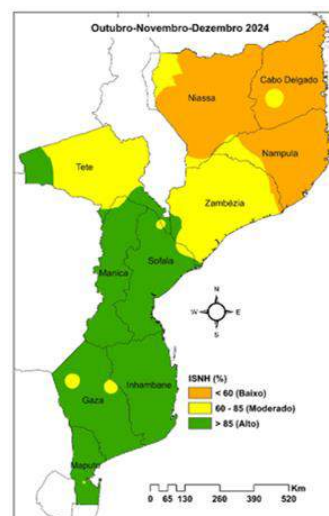 Outubro-Novembro-Dezembro 2024
Cabo Delgado
Niassa
Nampula
Tete
Zambézia
Sofala
Manica
N
W E
S
Inhambane
Gaza
Maputo
ISNH (%)
< 60 (Baixo)
60 - 85 (Moderado)
> 85 (Alto)
Km
0 65 130 260 390 520